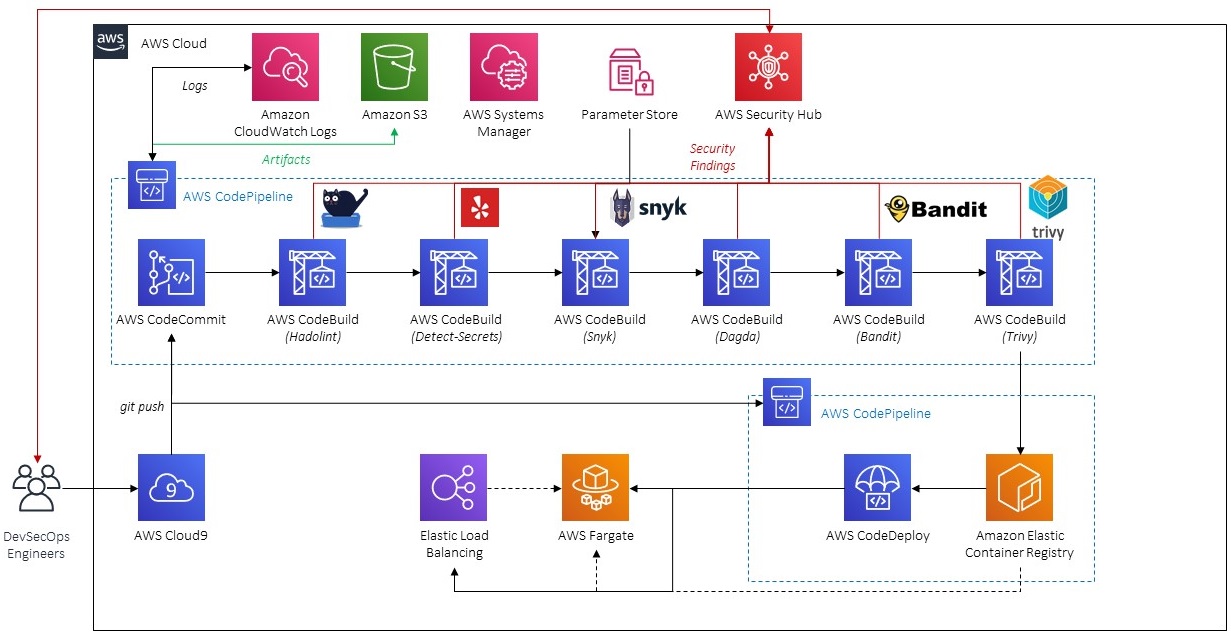 aws
AWS Cloud
Logs
Amazon
CloudWatch Logs
Amazon S3
AWS Systems
Manager
Parameter Store
AWS Security Hub
Artifacts
Security
Findings
AWS CodePipeline
snyk
Bandit
trivy
AWS CodeCommit
AWS CodeBuild
(Hadolint)
AWS CodeBuild
(Detect-Secrets)
AWS CodeBuild
(Snyk)
AWS CodeBuild
(Dagda)
AWS CodeBuild
(Bandit)
AWS CodeBuild
(Trivy)
git push
AWS CodePipeline
DevSecOps
Engineers
9
AWS Cloud9
Elastic Load
Balancing
AWS Fargate
AWS CodeDeploy
Amazon Elastic
Container Registry